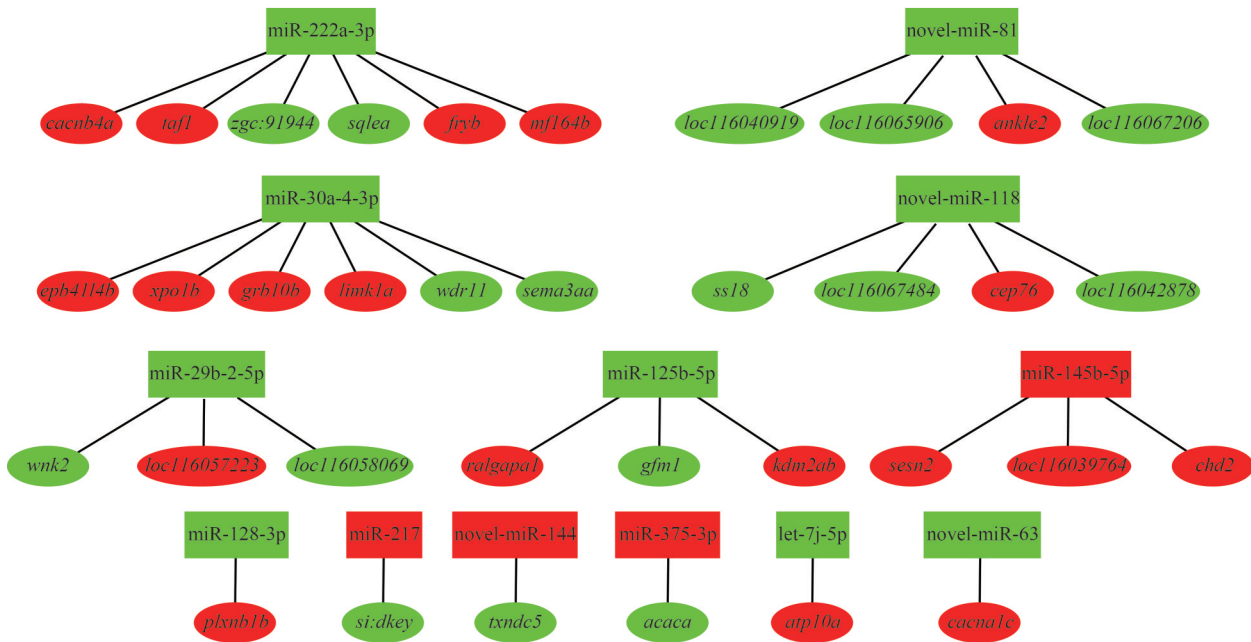 miR-222a-3p
novel-miR-81
cacnb4a
taf1
zgc:91944
sqlea
fryb
rnf164b
loc116040919
loc116065906
ankle2
loc116067206
miR-30a-4-3p
novel-miR-118
epb41l4b
xpo1b
grb10b
limk1a
wdr11
sema3aa
ss18
loc116067484
cep76
loc116042878
miR-29b-2-5p
miR-125b-5p
miR-145b-5p
wnk2
loc116057223
loc116058069
ralgapa1
gfm1
kdm2ab
sesn2
loc116039764
chd2
miR-128-3p
miR-217
novel-miR-144
miR-375-3p
let-7j-5p
novel-miR-63
plxnb1b
si:dkey
txndc5
acaca
atp10a
cacna1c